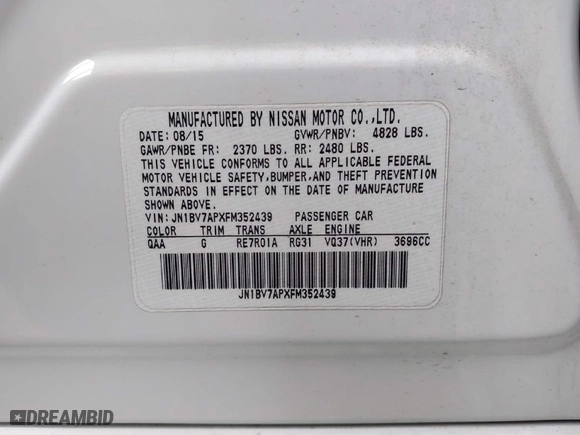 MANUFACTURED BY NISSAN MOTOR CO.,LTD.
DATE: 08/15 GVWR/PNBV: 4828 LBS.
GAWR/PNBE FR: 2370 LBS. RR: 2480 LBS.
THIS VEHICLE CONFORMS TO ALL APPLICABLE FEDERAL
MOTOR VEHICLE SAFETY,BUMPER,AND THEFT PREVENTION
STANDARDS IN EFFECT ON THE DATE OF MANUFACTURE
SHOWN ABOVE.
VIN:JN1BV7APXFM352439 PASSENGER CAR
COLOR TRIM TRANS AXLE ENGINE
QAA G RE7R01A RG31 VQ37(VHR) 3696CC
JN1BV7APXFM352439
DREAMBID